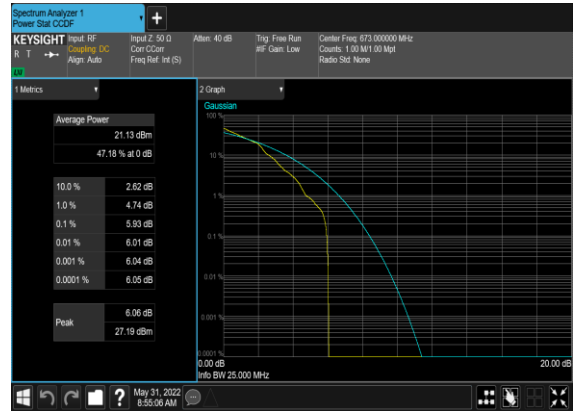 Spectrum Analyzer 1
Power Stat CCDF
+
KEYSIGHT
R T
LW
Input: RF
Coupling: DC
Align: Auto
Input Z: 50 Ω
Corr CCorr
Freq Ref: Int (S)
Atten: 40 dB
Trig: Free Run
#IF Gain: Low
Center Freq: 673.000000 MHz
Counts: 1.00 M/1.00 Mpt
Radio Std: None
1 Metrics
Average Power
21.13 dBm
47.18 % at 0 dB
10.0 % 2.62 dB
1.0 % 4.74 dB
0.1 % 5.93 dB
0.01 % 6.01 dB
0.001 % 6.04 dB
0.0001 % 6.05 dB
Peak
6.06 dB
27.19 dBm
2 Graph
Gaussian
100 %
10 %
1 %
0.1 %
0.01 %
0.001 %
0.0001 %
0.00 dB
20.00 dB
Info BW 25.000 MHz
?
May 31, 2022
8:55:06 AM